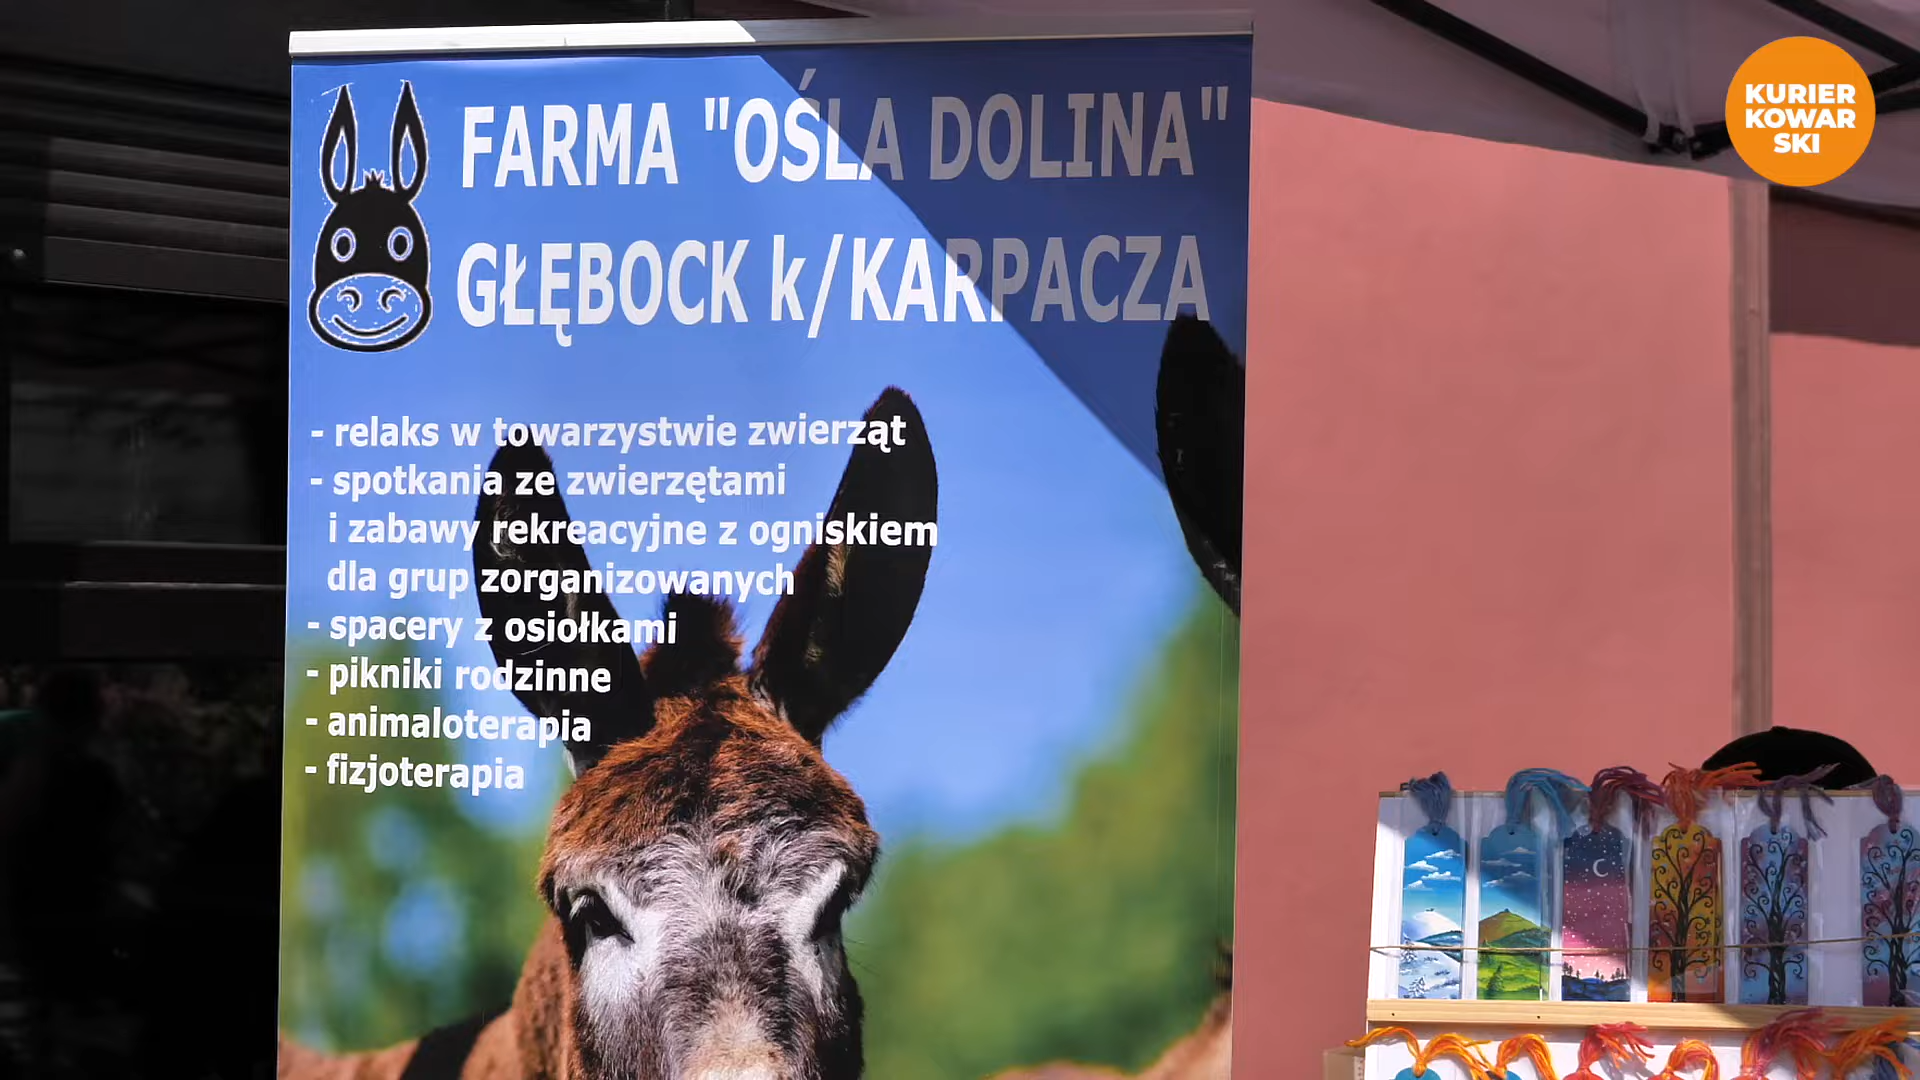 FARMA "OŚLA DOLINA"
GŁĘBOCK k/KARPACZA
- relaks w towarzystwie zwierząt
- spotkania ze zwierzętami
i zabawy rekreacyjne z ogniskiem
dla grup zorganizowanych
- spacery z osiołkami
- pikniki rodzinne
- animaloterapia
- fizjoterapia
KURIER
KOWAR
SKI